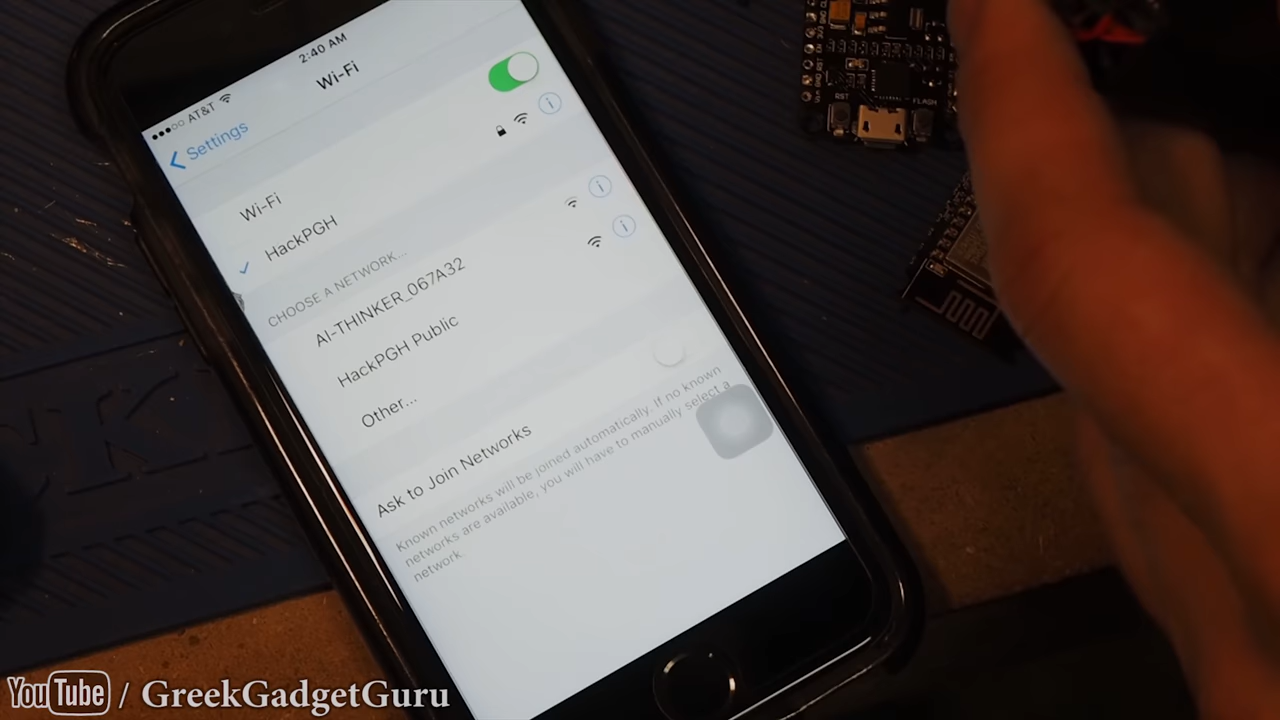 2:40 AM
AT&T
Wi-Fi
Settings
Wi-Fi
HackPGH
CHOOSE A NETWORK...
AI-THINKER_067A32
HackPGH Public
Other...
Ask to Join Networks
Known networks will be joined automatically. If no known
networks are available, you will have to manually select a
network.
RST
FLASH
YouTube / GreekGadgetGuru